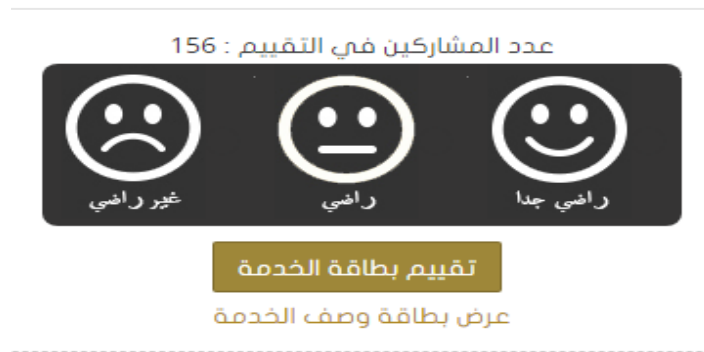 عدد المشاركين في التقييم : 156
راضي جدا
راضي
غير راضي
تقييم بطاقة الخدمة
عرض بطاقة وصف الخدمة